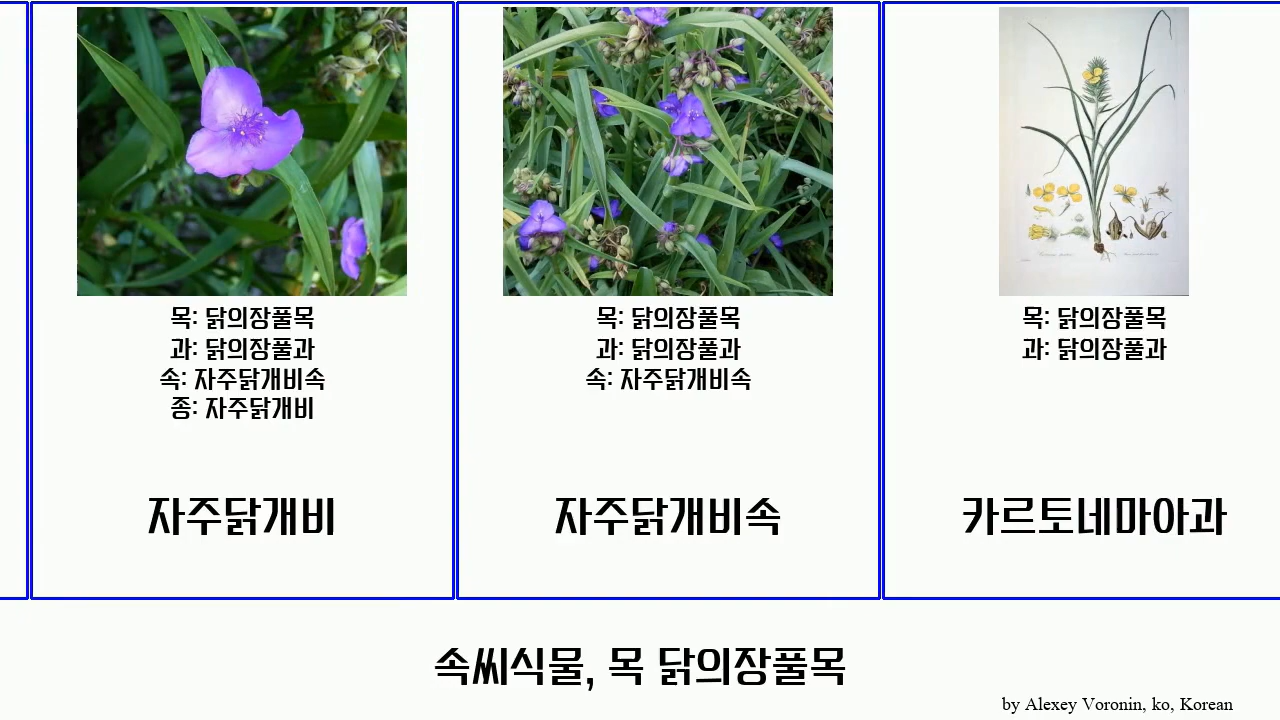 목: 닭의장풀목
과: 닭의장풀과
속: 자주닭개비속
종: 자주닭개비
자주닭개비
목: 닭의장풀목
과: 닭의장풀과
속: 자주닭개비속
자주닭개비속
목: 닭의장풀목
과: 닭의장풀과
카르토네마아과
속씨식물, 목 닭의장풀목
by Alexey Voronin, ko, Korean